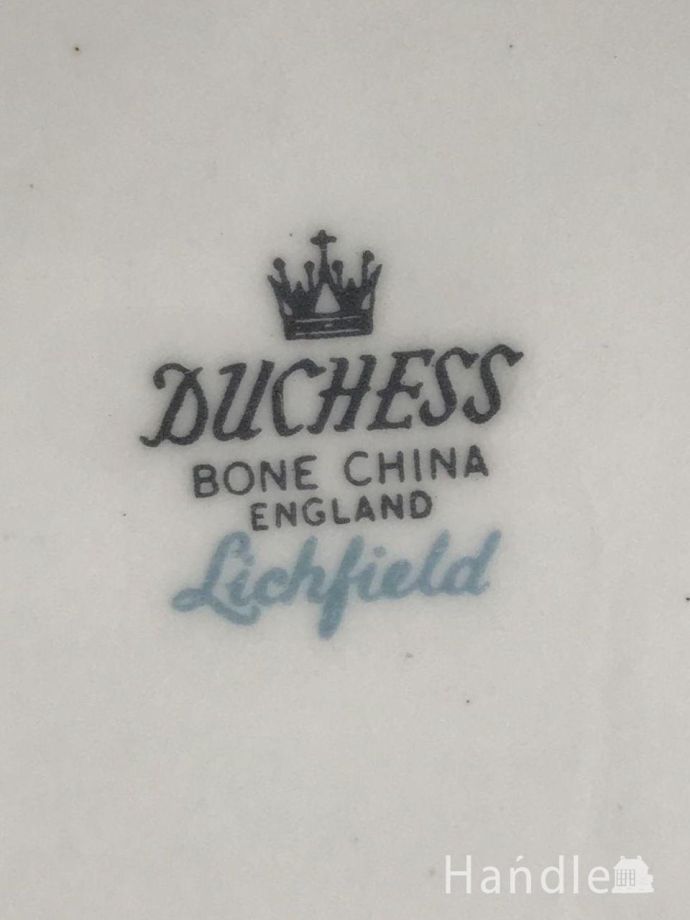 DUCHESS
BONE CHINA
ENGLAND
Lichfield
Handle